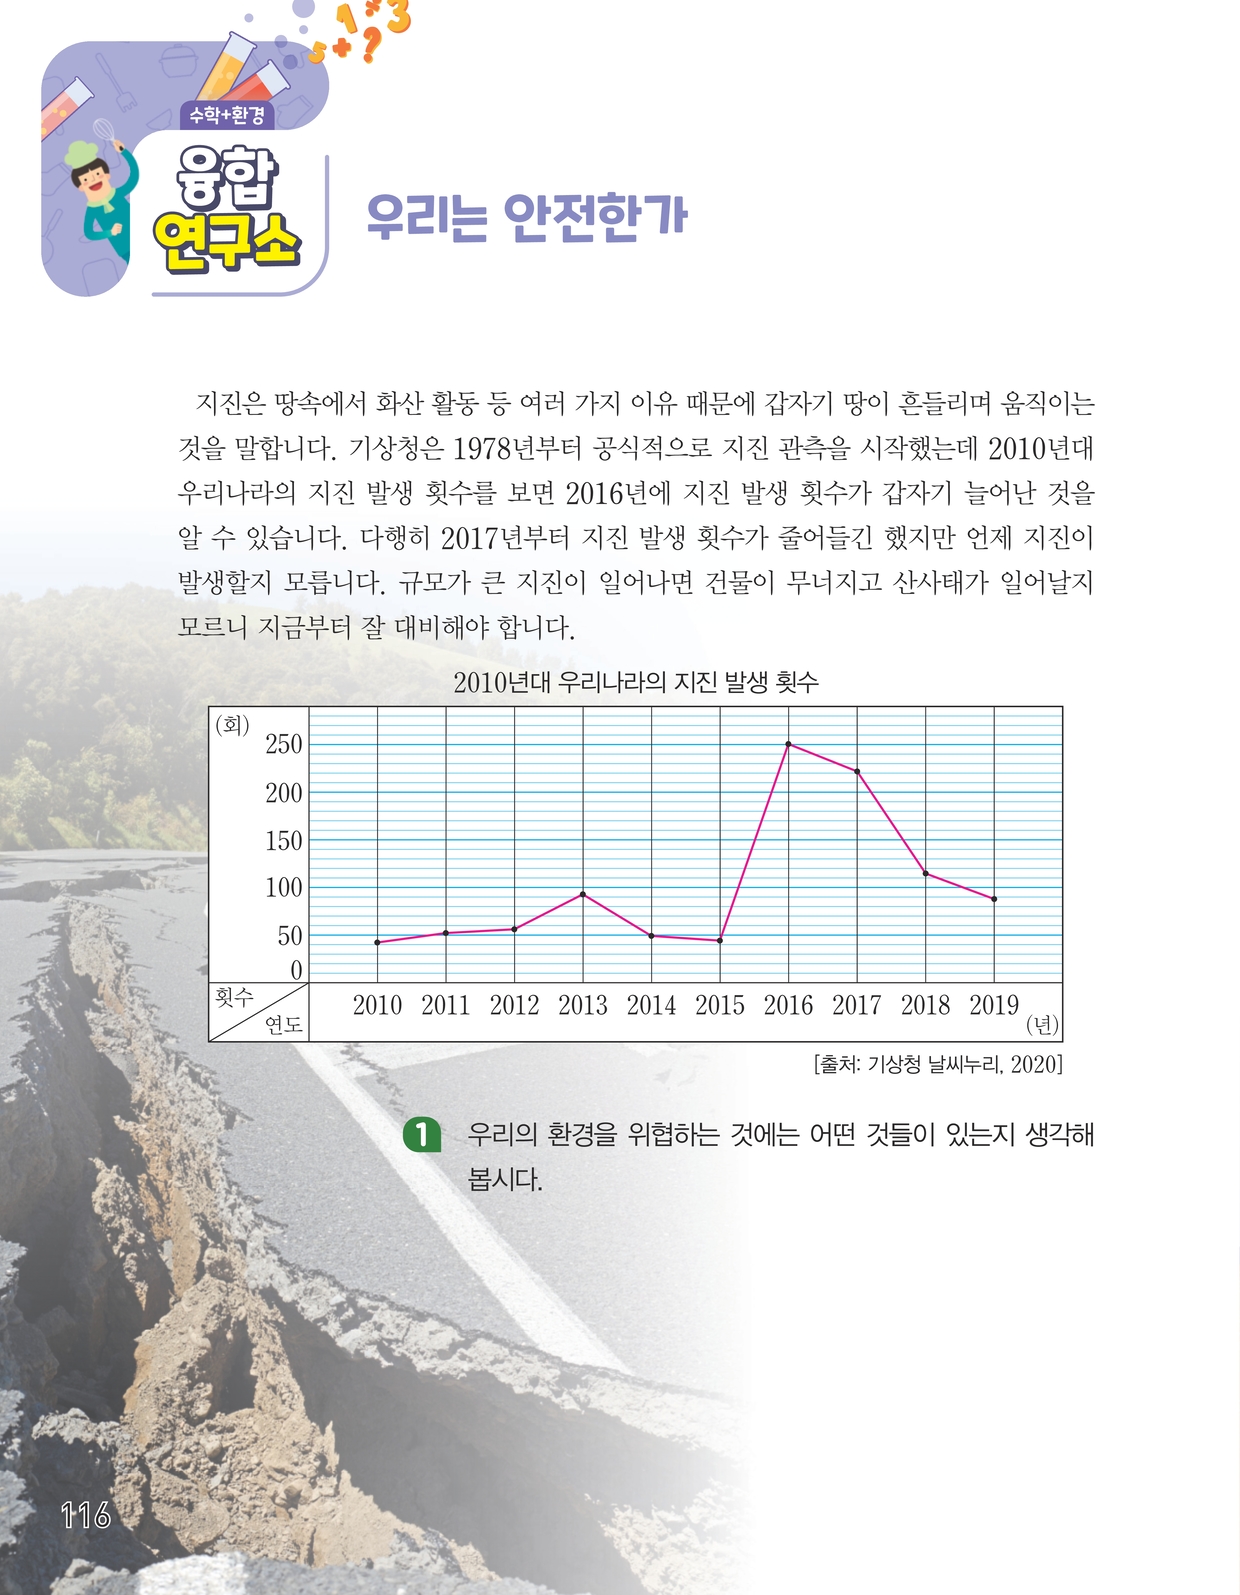 1 * 3
5 + ?
수학+환경
융합
연구소
우리는 안전한가
지진은 땅속에서 화산 활동 등 여러 가지 이유 때문에 갑자기 땅이 흔들리며 움직이는
것을 말합니다. 기상청은 1978년부터 공식적으로 지진 관측을 시작했는데 2010년대
우리나라의 지진 발생 횟수를 보면 2016년에 지진 발생 횟수가 갑자기 늘어난 것을
알 수 있습니다. 다행히 2017년부터 지진 발생 횟수가 줄어들긴 했지만 언제 지진이
발생할지 모릅니다. 규모가 큰 지진이 일어나면 건물이 무너지고 산사태가 일어날지
모르니 지금부터 잘 대비해야 합니다.
2010년대 우리나라의 지진 발생 횟수
(회)
250
200
150
100
50
0
횟수
연도
2010 2011 2012 2013 2014 2015 2016 2017 2018 2019
(년)
[출처: 기상청 날씨누리, 2020]
1 우리의 환경을 위협하는 것에는 어떤 것들이 있는지 생각해
봅시다.
116